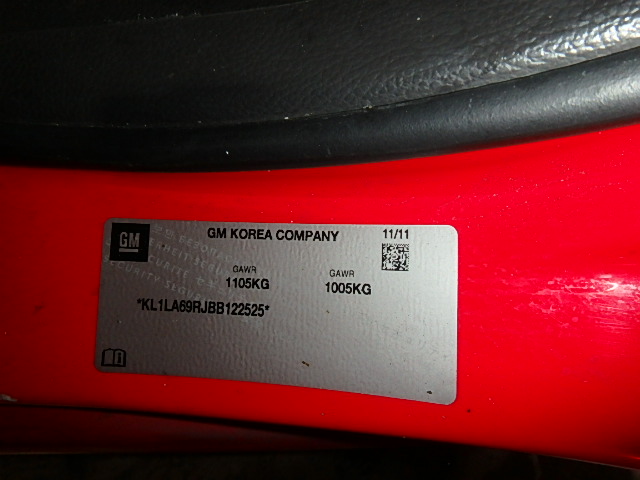 GM
GM KOREA COMPANY
11/11
GAWR
1105KG
GAWR
1005KG
*KL1LA69RJBB122525*